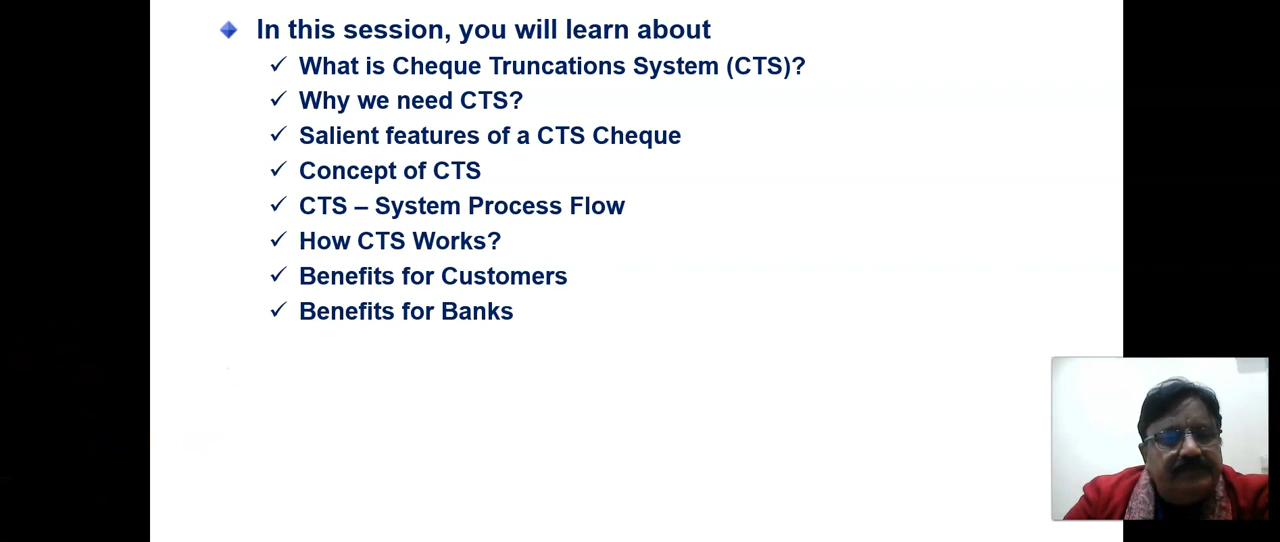 In this session, you will learn about
What is Cheque Truncations System (CTS)?
Why we need CTS?
Salient features of a CTS Cheque
Concept of CTS
CTS – System Process Flow
How CTS Works?
Benefits for Customers
Benefits for Banks